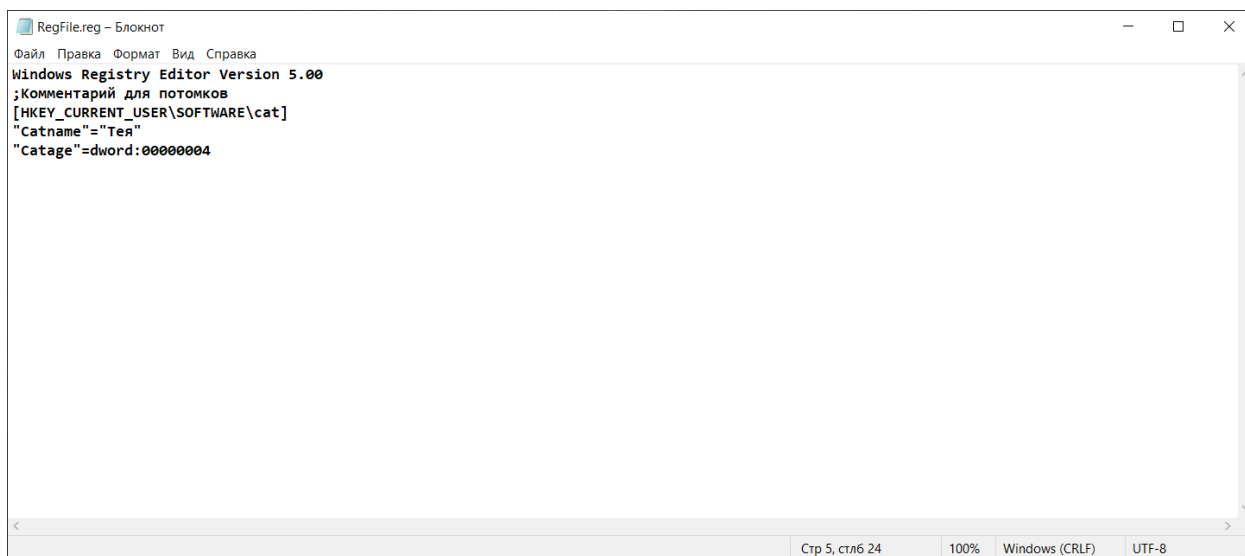 RegFile.reg – Блокнот
Файл Правка Формат Вид Справка
Windows Registry Editor Version 5.00
;Комментарий для потомков
[HKEY_CURRENT_USER\SOFTWARE\cat]
"Catname"="Тея"
"Catage"=dword:00000004
Стр 5, стлб 24 100% Windows (CRLF) UTF-8